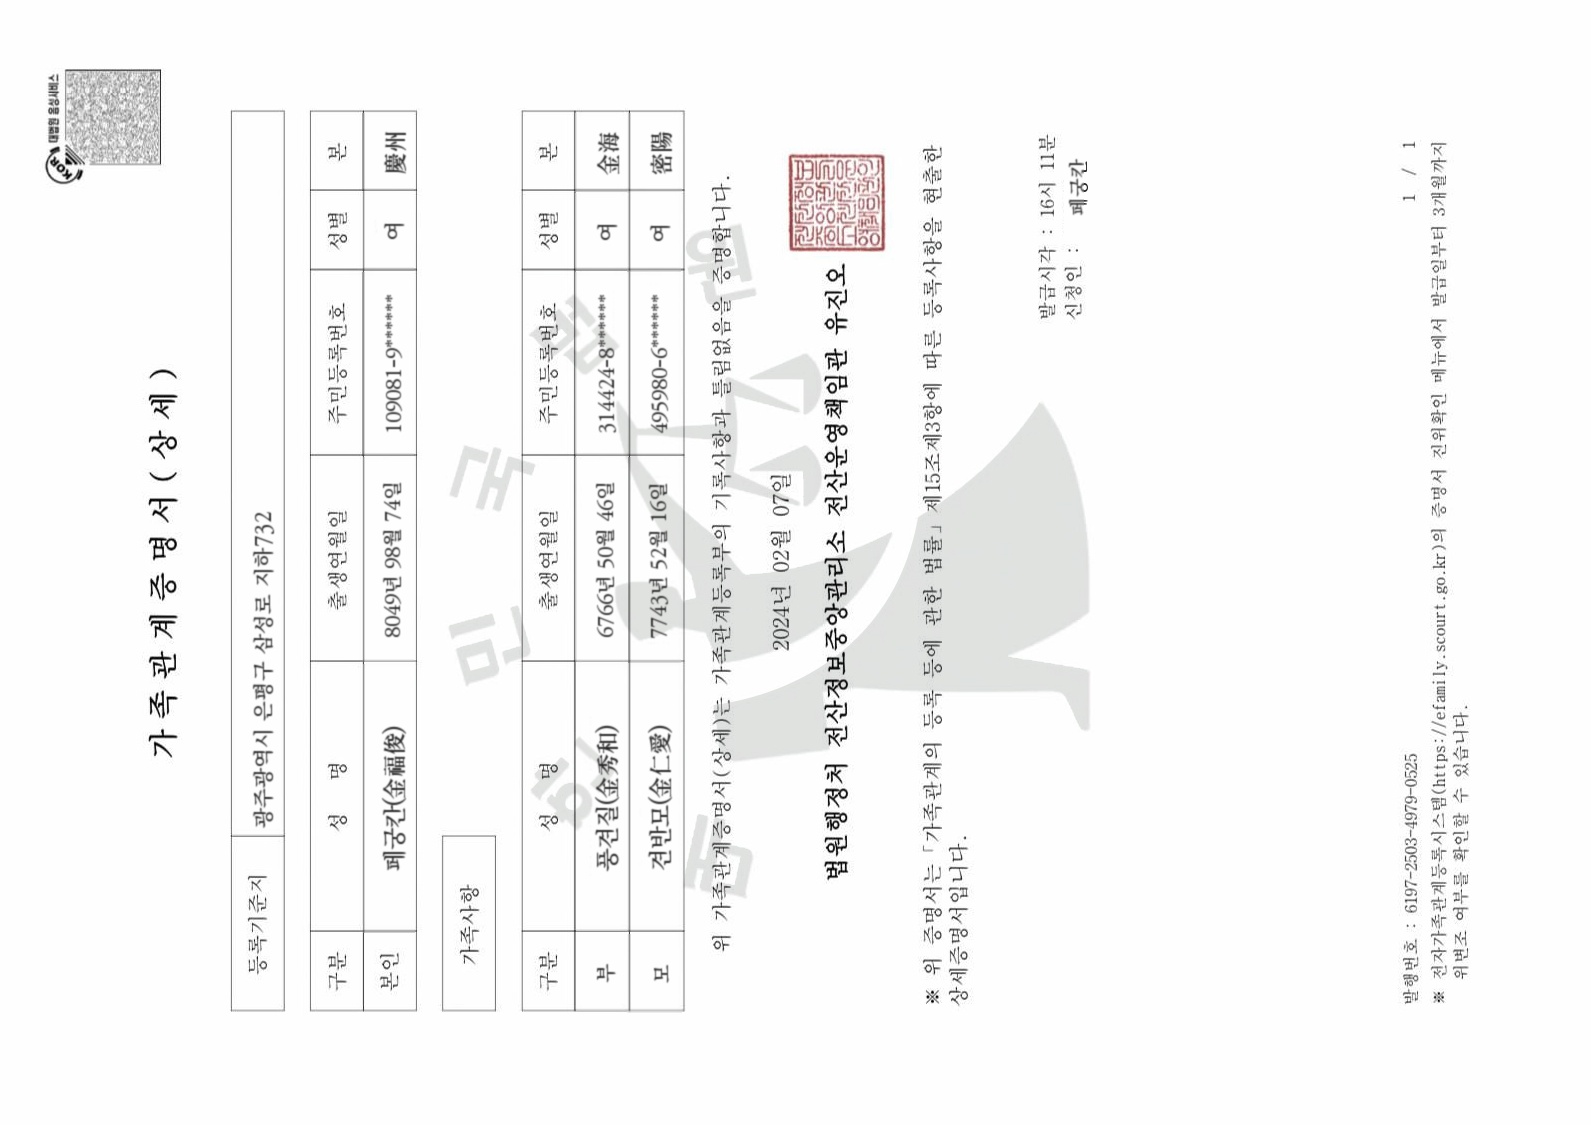 대법원 음성서비스
KOR
가족관계증명서(상세)
등록기준지 광주광역시 은평구 삼성로 지하732
구분 성 명 출생연월일 주민등록번호 성별 본
본인 페궁칸(金福俊) 8049년 98월 74일 109081-9****** 여 慶州
가족사항
구분 성 명 출생연월일 주민등록번호 성별 본
부 풍견질(金秀和) 6766년 50월 46일 314424-8****** 여 金海
모 견반모(金仁愛) 7743년 52월 16일 495980-6****** 여 密陽
위 가족관계증명서(상세)는 가족관계등록부의 기록사항과 틀림없음을 증명합니다.
2024년 02월 07일
법원행정처 전산정보중앙관리소 전산운영책임관 유진오
※ 위 증명서는「가족관계의 등록 등에 관한 법률」제15조제3항에 따른 등록사항을 현출한
상세증명서입니다.
발급시각 : 16시 11분
신청인 : 페궁칸
1 / 1
발행번호 : 6197-2503-4979-0525
※ 전자가족관계등록시스템(https://efamily.scourt.go.kr)의 증명서 진위확인 메뉴에서 발급일부터 3개월까지
위변조 여부를 확인할 수 있습니다.